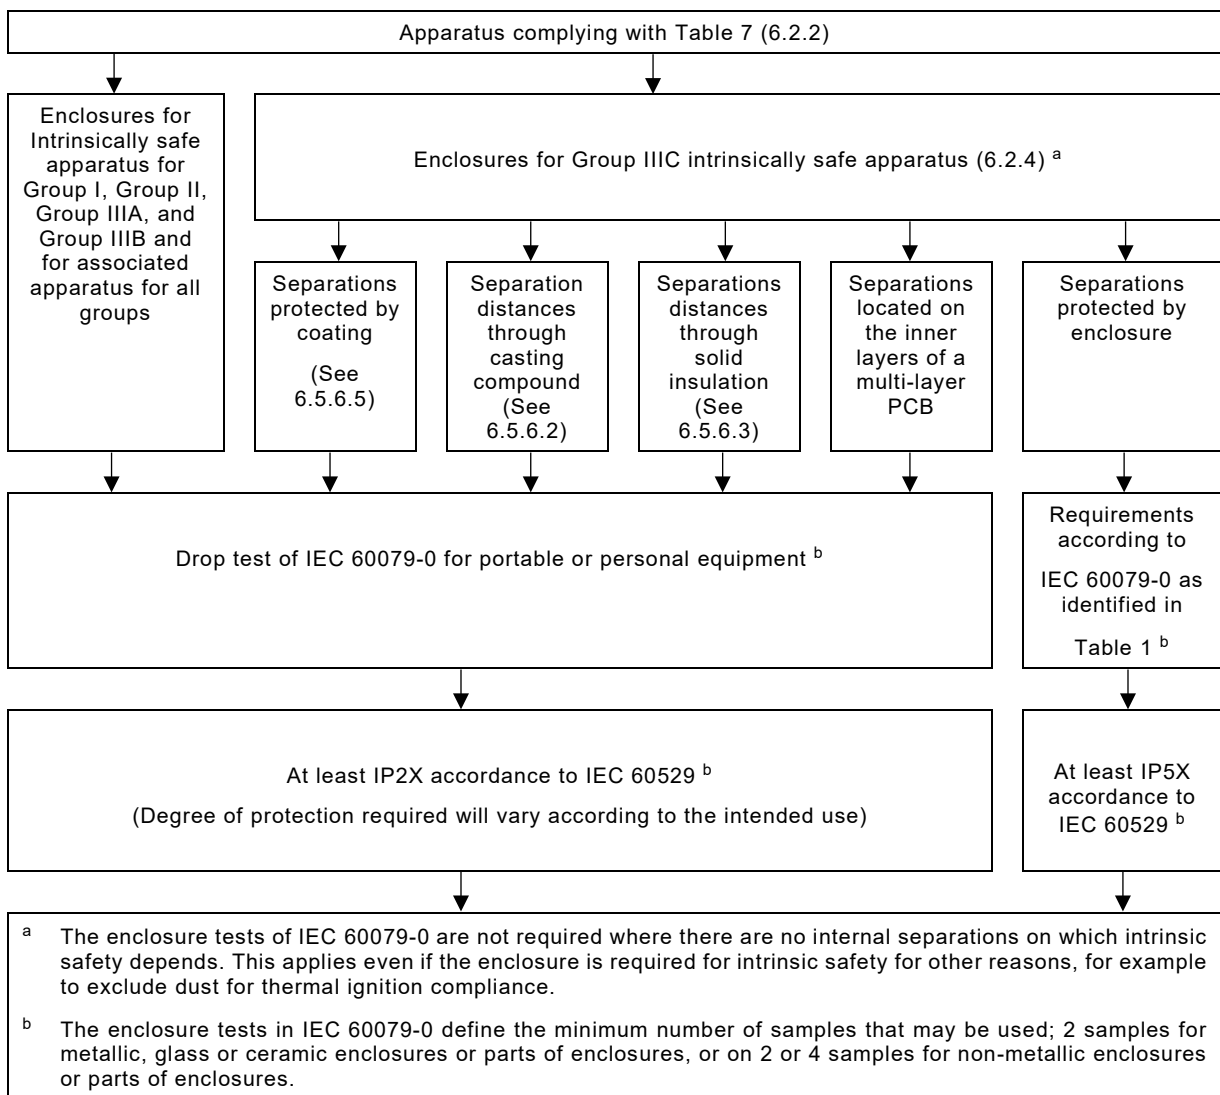 Apparatus complying with Table 7 (6.2.2)
Enclosures for
Intrinsically safe
apparatus for
Group I, Group II,
Group IIIA, and
Group IIIB and
for associated
apparatus for all
groups
Enclosures for Group IIIC intrinsically safe apparatus (6.2.4) a
Separations
protected by
coating
(See
6.5.6.5)
Separation
distances
through
casting
compound
(See
6.5.6.2)
Separations
distances
through
solid
insulation
(See
6.5.6.3)
Separations
located on
the inner
layers of a
multi-layer
PCB
Separations
protected by
enclosure
Drop test of IEC 60079-0 for portable or personal equipment b
Requirements
according to
IEC 60079-0 as
identified in
Table 1 b
At least IP2X accordance to IEC 60529 b
(Degree of protection required will vary according to the intended use)
At least IP5X
accordance to
IEC 60529 b
a The enclosure tests of IEC 60079-0 are not required where there are no internal separations on which intrinsic
safety depends. This applies even if the enclosure is required for intrinsic safety for other reasons, for example
to exclude dust for thermal ignition compliance.
b The enclosure tests in IEC 60079-0 define the minimum number of samples that may be used; 2 samples for
metallic, glass or ceramic enclosures or parts of enclosures, or on 2 or 4 samples for non-metallic enclosures
or parts of enclosures.